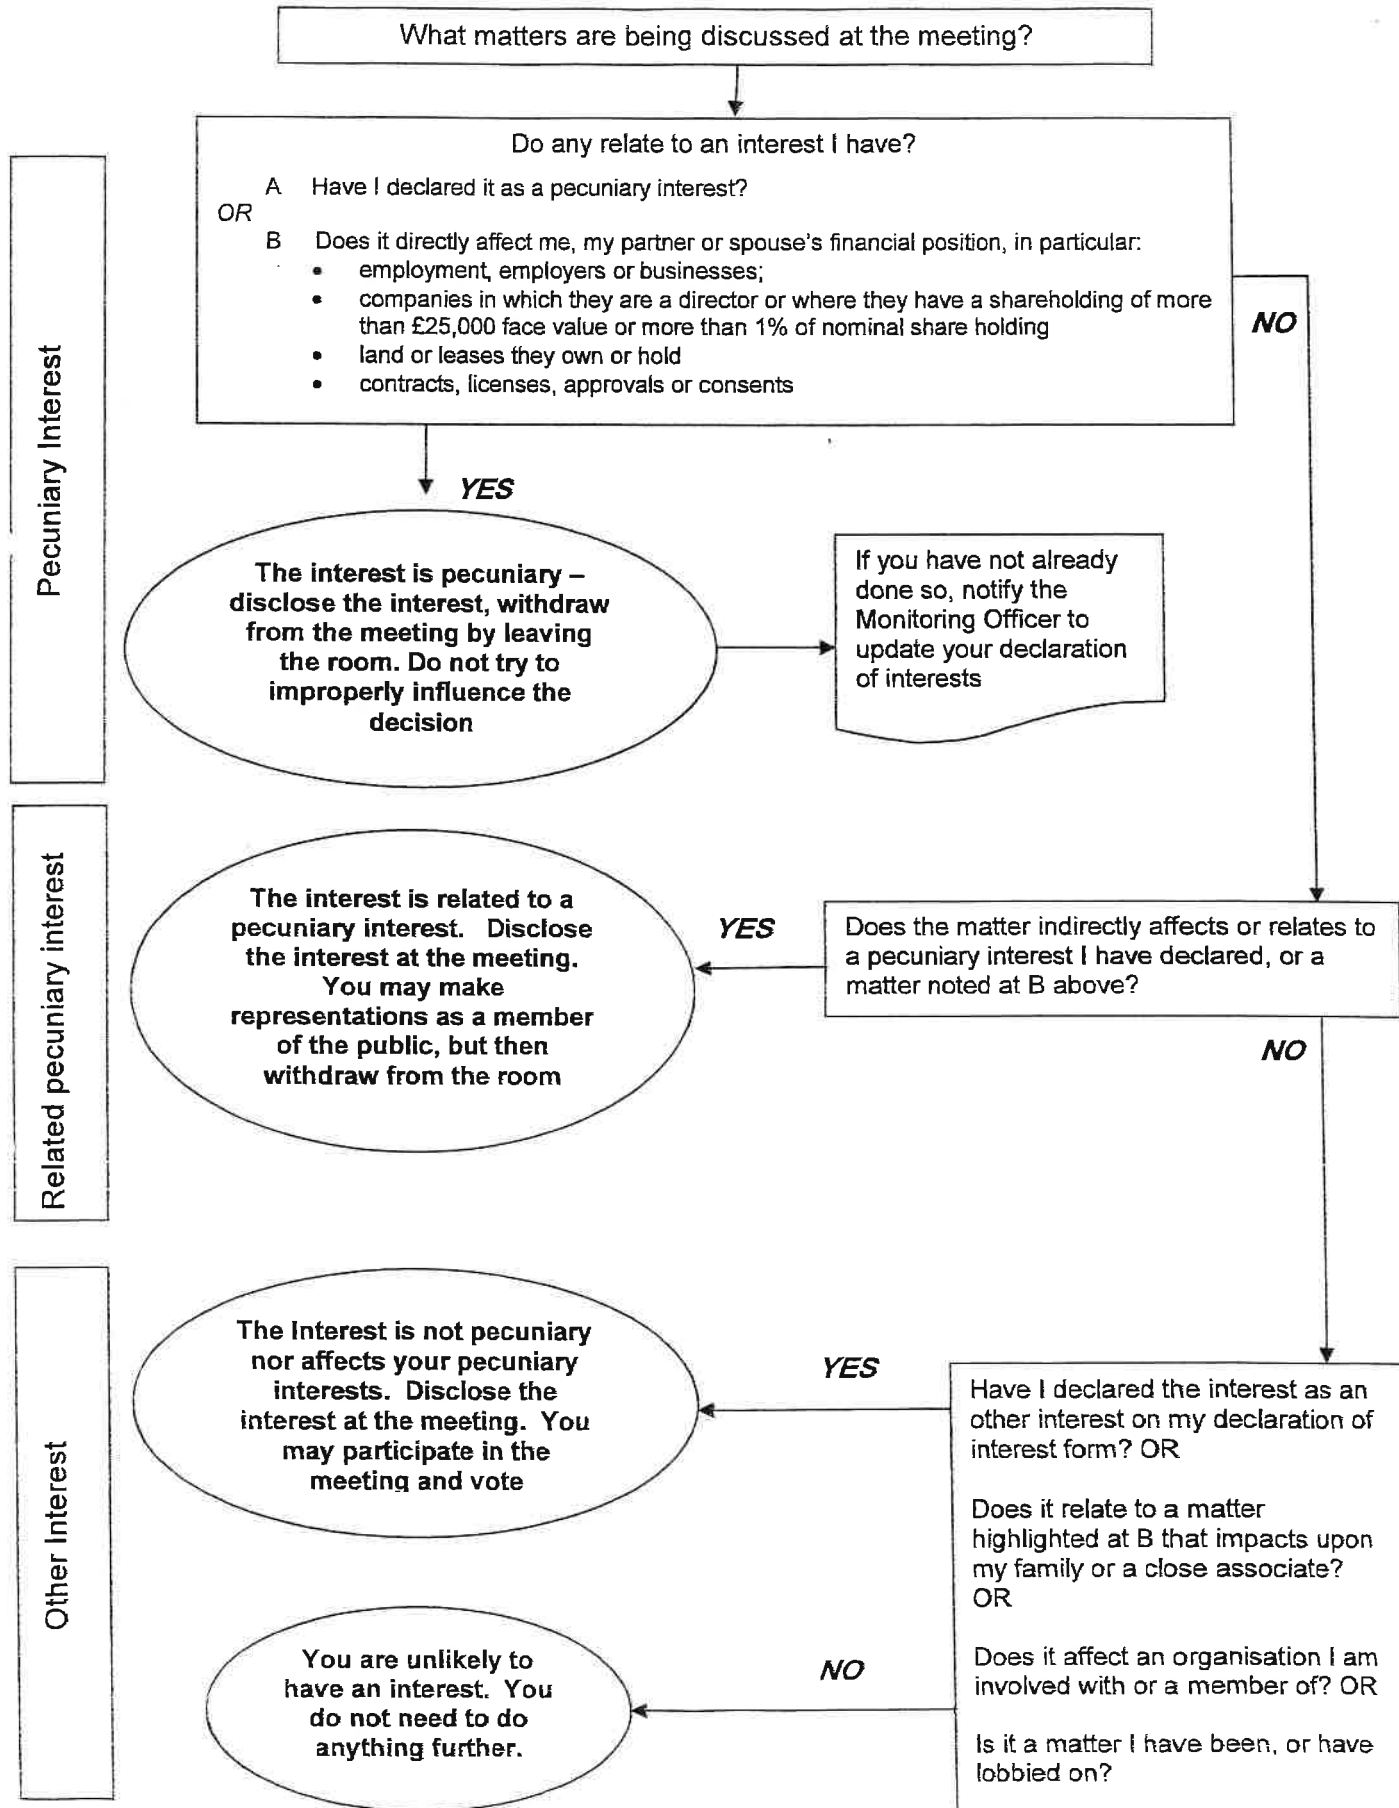 What matters are being discussed at the meeting?
Do any relate to an interest I have?
A Have I declared it as a pecuniary interest?
OR
B Does it directly affect me, my partner or spouse's financial position, in particular:
• employment, employers or businesses;
• companies in which they are a director or where they have a shareholding of more
than £25,000 face value or more than 1% of nominal share holding
• land or leases they own or hold
• contracts, licenses, approvals or consents
NO
Pecuniary Interest
YES
The interest is pecuniary –
disclose the interest, withdraw
from the meeting by leaving
the room. Do not try to
improperly influence the
decision
If you have not already
done so, notify the
Monitoring Officer to
update your declaration
of interests
Related pecuniary interest
The interest is related to a
pecuniary interest. Disclose
the interest at the meeting.
You may make
representations as a member
of the public, but then
withdraw from the room
YES
Does the matter indirectly affects or relates to
a pecuniary interest I have declared, or a
matter noted at B above?
NO
Other Interest
The Interest is not pecuniary
nor affects your pecuniary
interests. Disclose the
interest at the meeting. You
may participate in the
meeting and vote
YES
Have I declared the interest as an
other interest on my declaration of
interest form? OR
Does it relate to a matter
highlighted at B that impacts upon
my family or a close associate?
OR
Does it affect an organisation I am
involved with or a member of? OR
Is it a matter I have been, or have
lobbied on?
NO
You are unlikely to
have an interest. You
do not need to do
anything further.